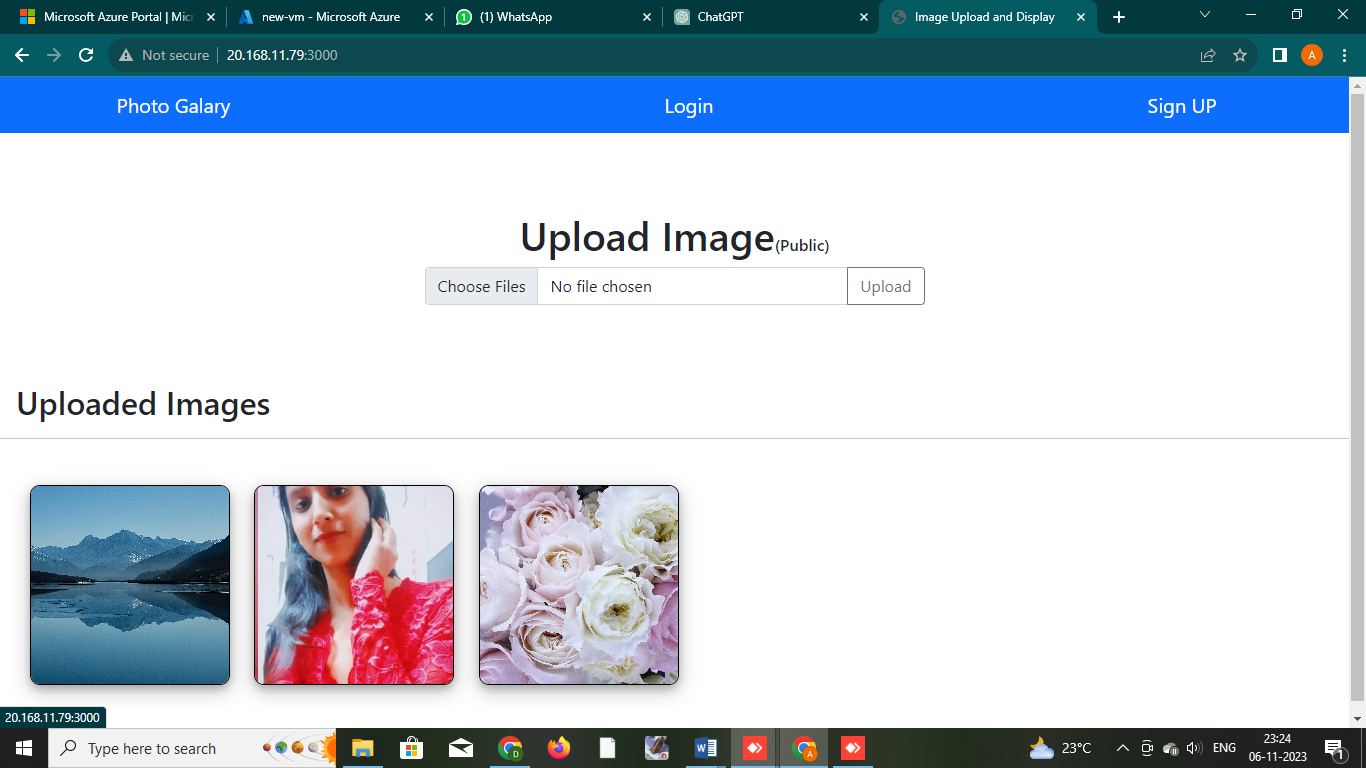 Microsoft Azure Portal | Mic
new-vm - Microsoft Azure
(1) WhatsApp
ChatGPT
Image Upload and Display
Not secure
20.168.11.79:3000
A
Photo Galary
Login
Sign UP
Upload Image(Public)
Choose Files
No file chosen
Upload
Uploaded Images
20.168.11.79:3000
Type here to search
D
W
A
23°C
ENG
23:24
06-11-2023
1